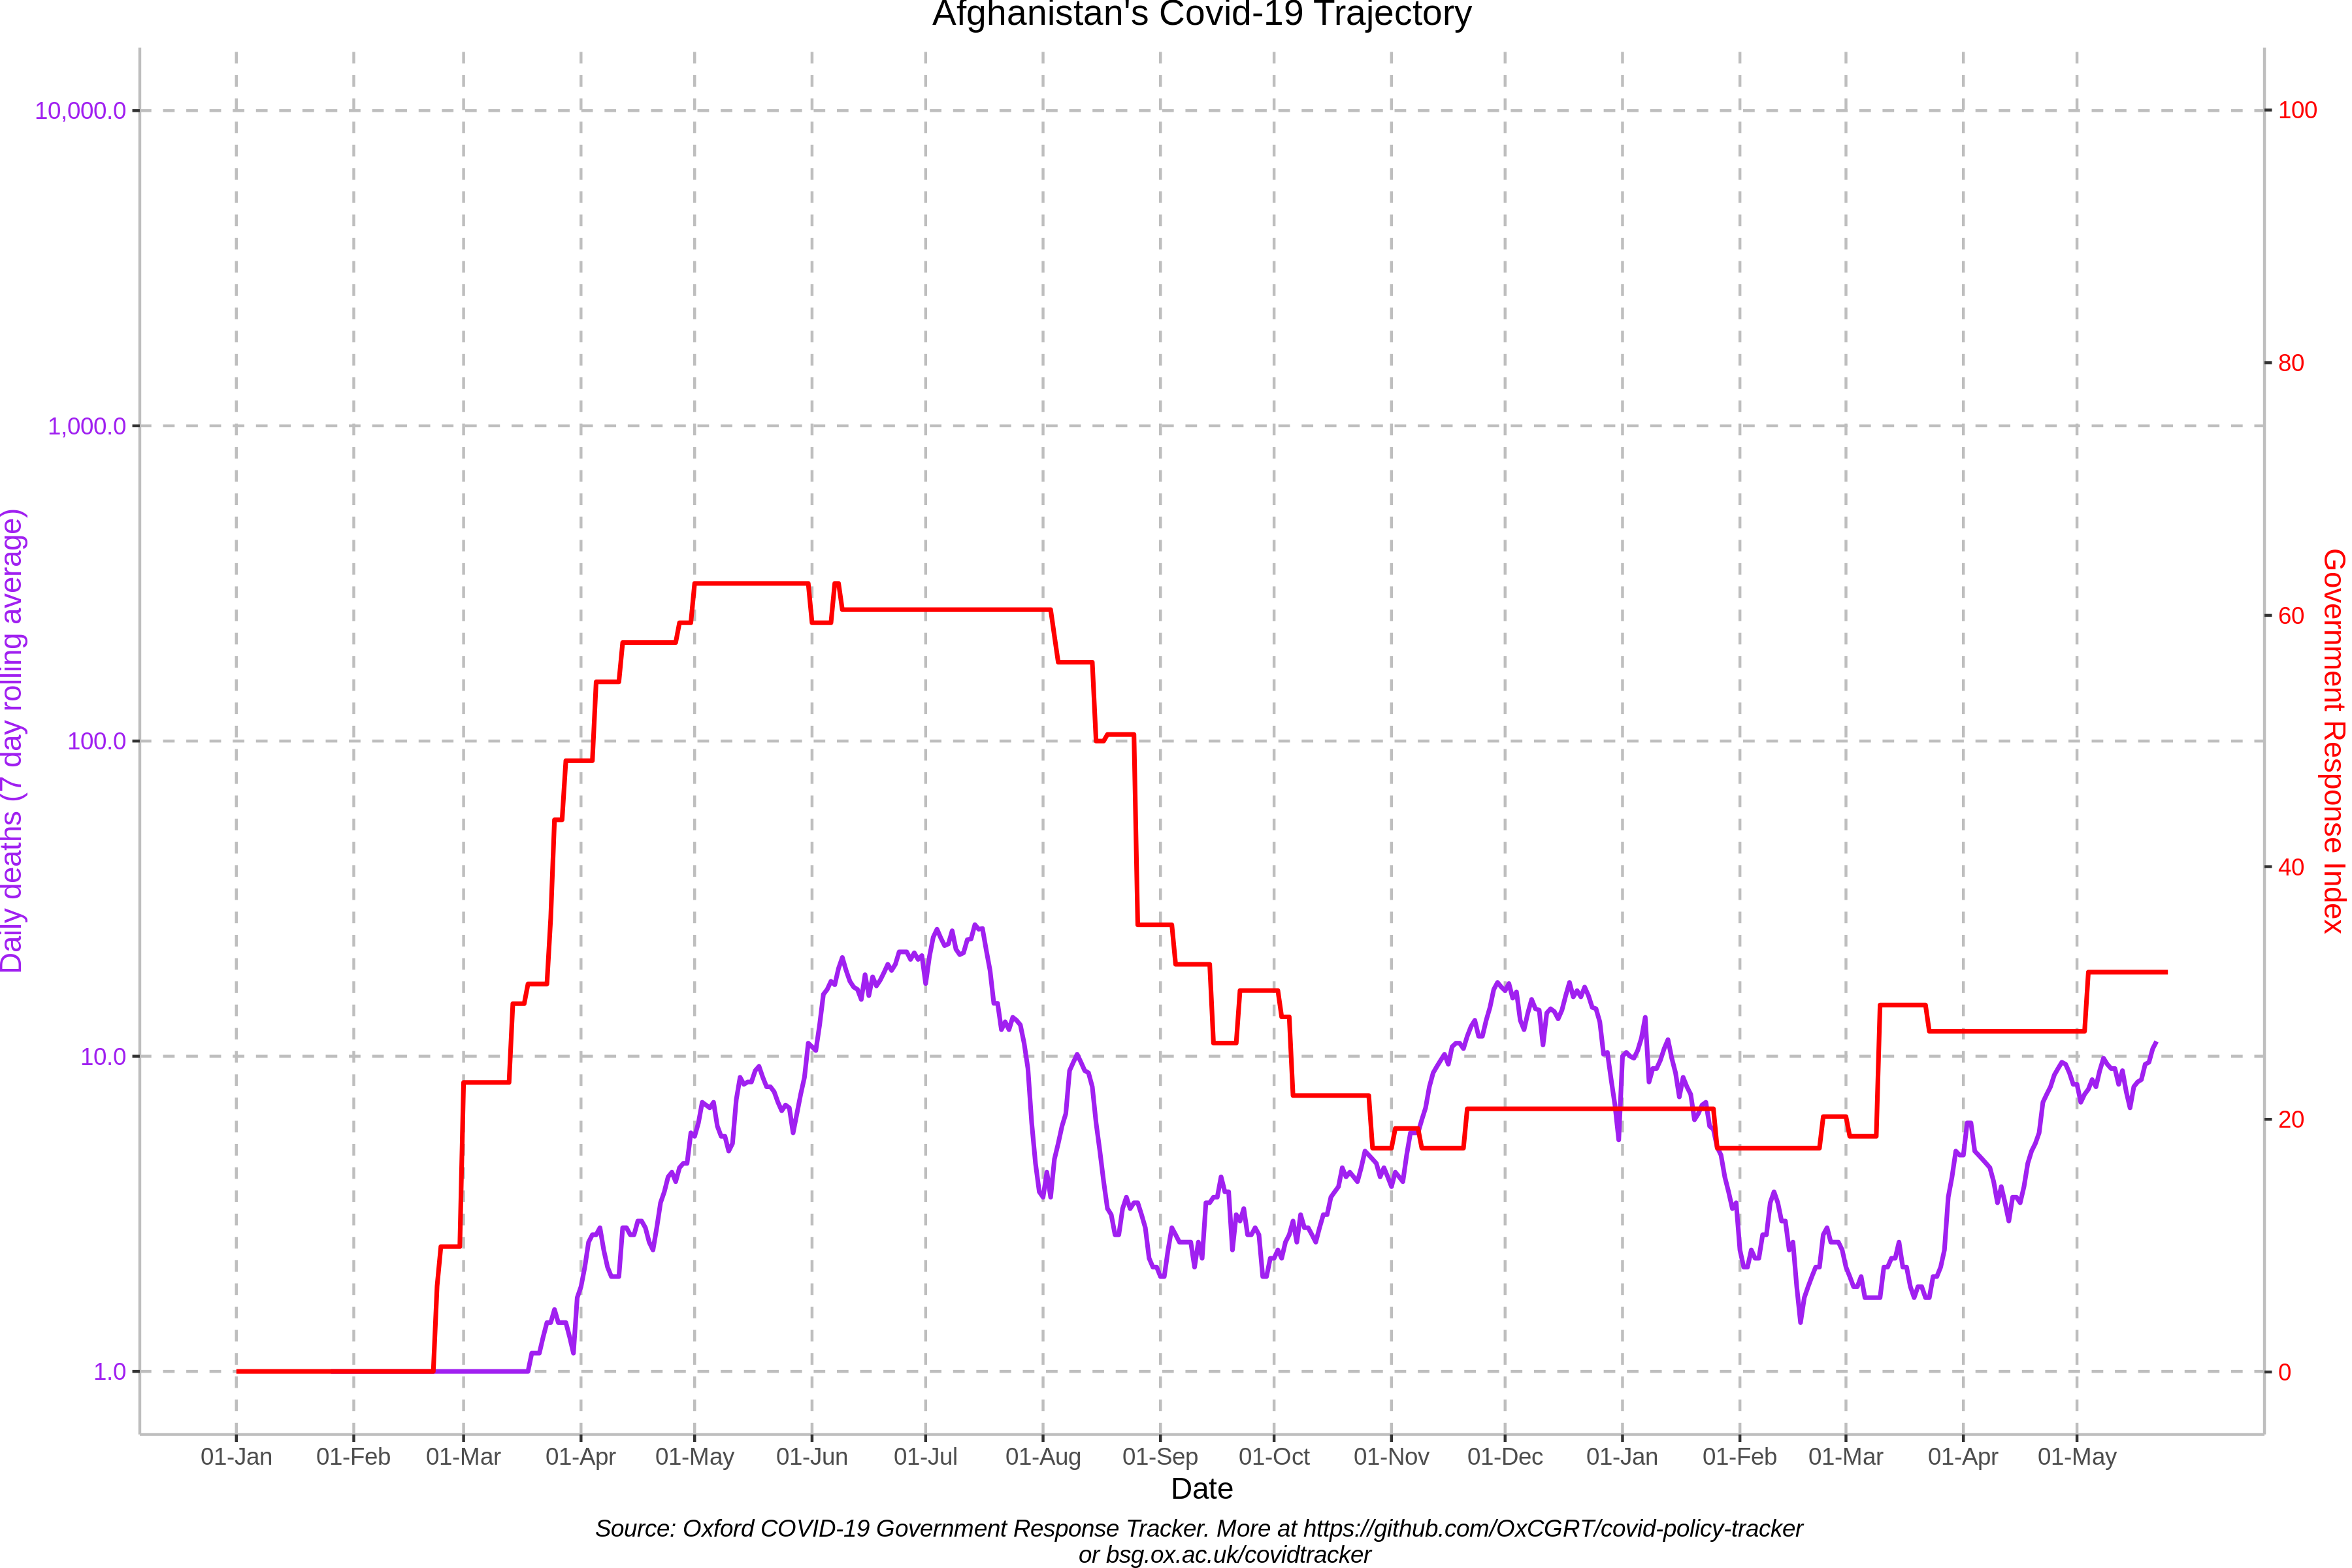 Afghanistan's Covid-19 Trajectory
10,000.0
1,000.0
100.0
10.0
1.0
Daily deaths (7 day rolling average)
100
80
60
40
20
0
Government Response Index
01-Jan
01-Feb
01-Mar
01-Apr
01-May
01-Jun
01-Jul
01-Aug
01-Sep
01-Oct
01-Nov
01-Dec
01-Jan
01-Feb
01-Mar
01-Apr
01-May
Date
Source: Oxford COVID-19 Government Response Tracker. More at https://github.com/OxCGRT/covid-policy-tracker
or bsg.ox.ac.uk/covidtracker